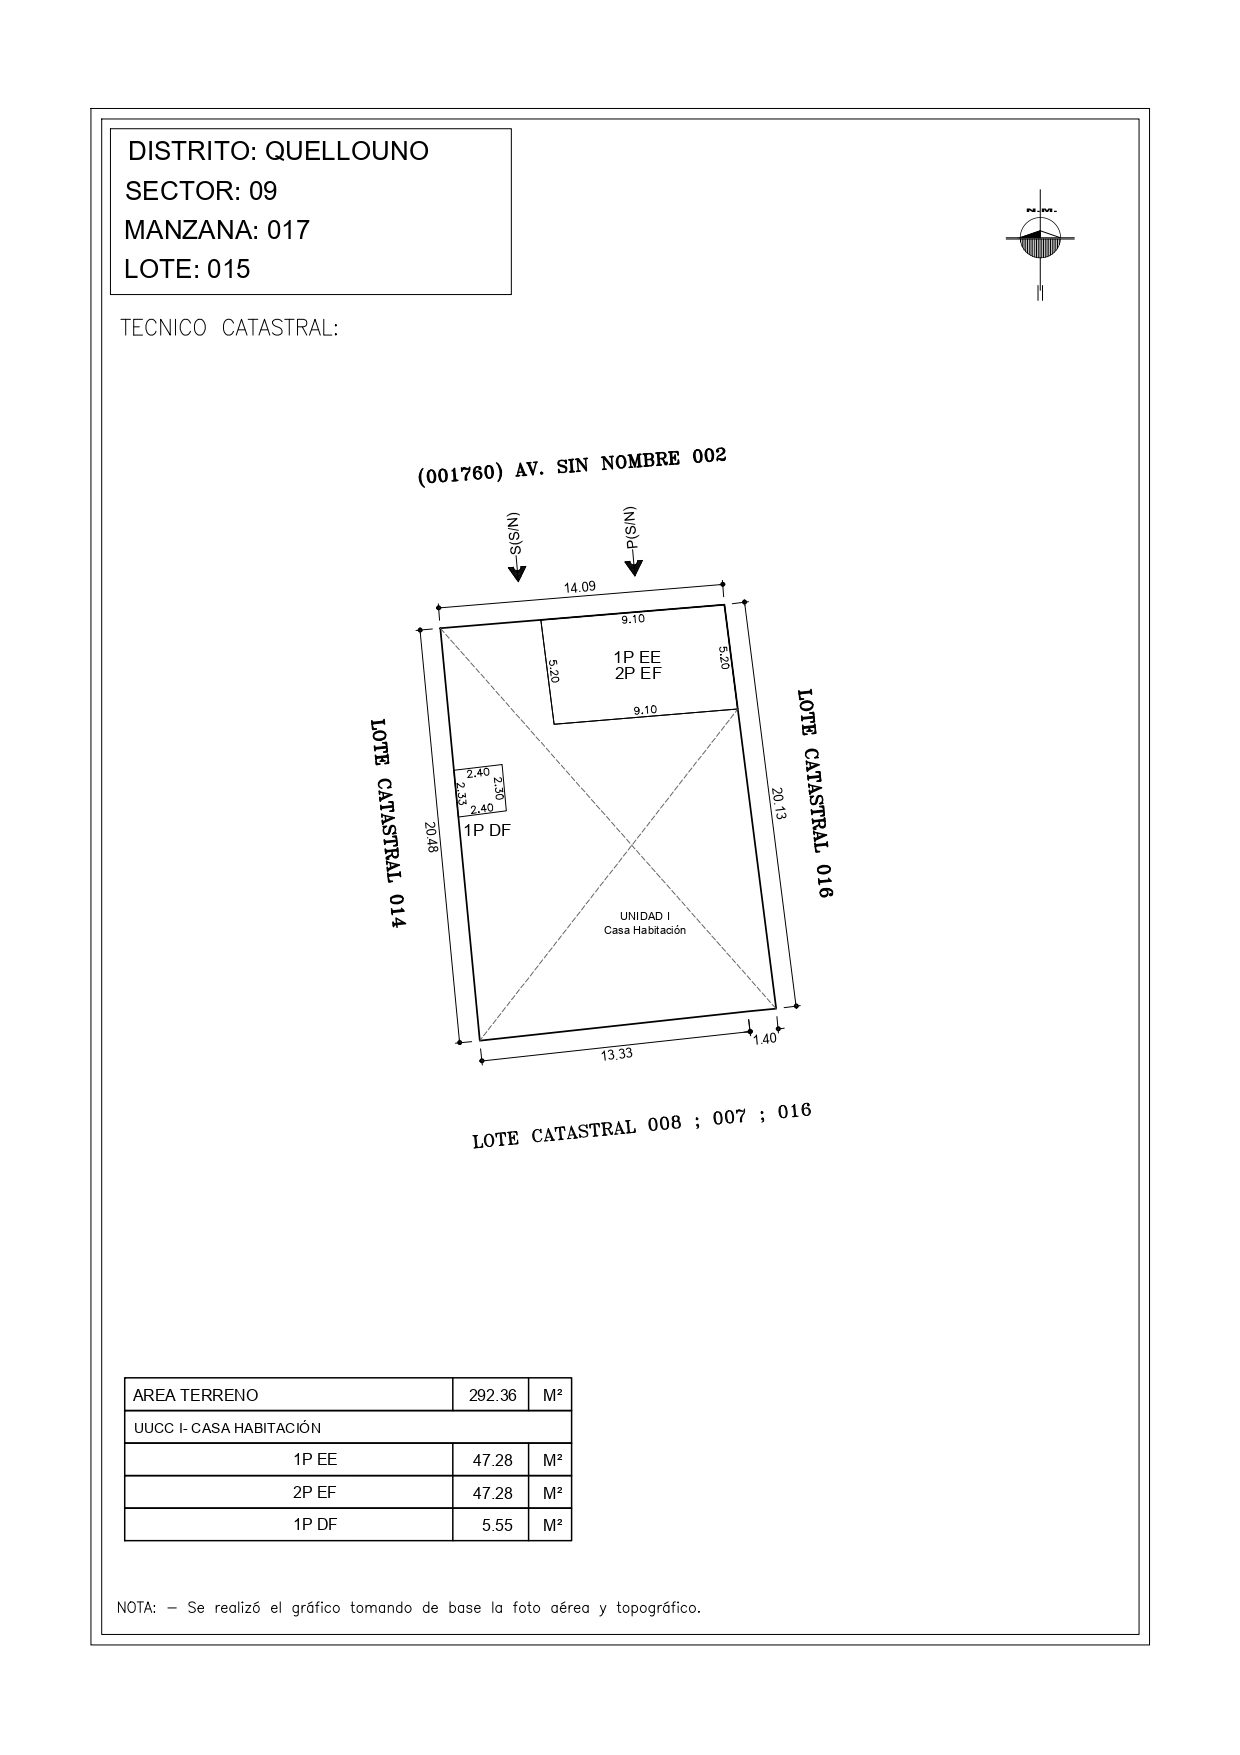 DISTRITO: QUELLOUNO
SECTOR: 09
MANZANA: 017
LOTE: 015
N.M.
TECNICO CATASTRAL:
(001760) AV. SIN NOMBRE 002
S(S/N)
P(S/N)
14.09
9.10
5.20
1P EE
2P EF
5.20
9.10
LOTE CATASTRAL 014
20.48
2.40
2.33
2.30
2.40
1P DF
20.13
LOTE CATASTRAL 016
UNIDAD I
Casa Habitación
13.33
1.40
LOTE CATASTRAL 008 ; 007 ; 016
AREA TERRENO 292.36 M²
UUCC I- CASA HABITACIÓN
1P EE 47.28 M²
2P EF 47.28 M²
1P DF 5.55 M²
NOTA: - Se realizó el gráfico tomando de base la foto aérea y topográfico.